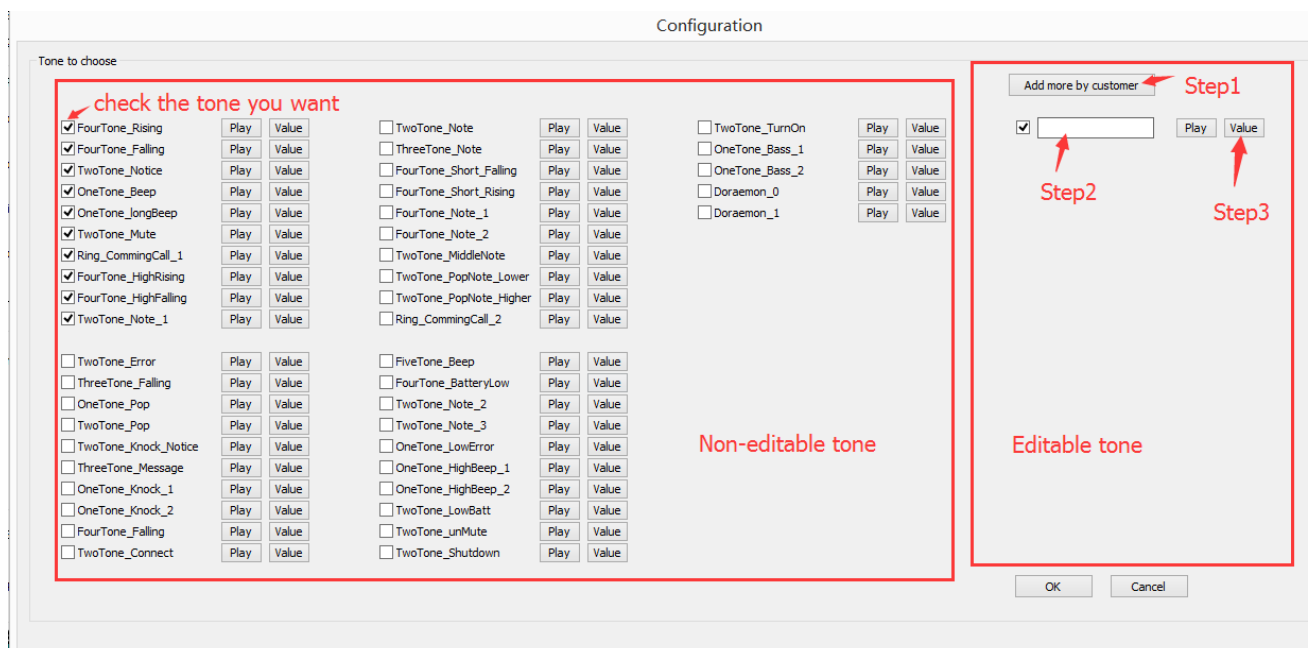 Configuration
Tone to choose
Add more by customer Step1
check the tone you want
FourTone_Rising Play Value TwoTone_Note Play Value TwoTone_TurnOn Play Value Play Value
FourTone_Falling Play Value ThreeTone_Note Play Value OneTone_Bass_1 Play Value
TwoTone_Notice Play Value FourTone_Short_Falling Play Value OneTone_Bass_2 Play Value
OneTone_Beep Play Value FourTone_Short_Rising Play Value Doraemon_0 Play Value Step2
OneTone_longBeep Play Value FourTone_Note_1 Play Value Doraemon_1 Play Value Step3
TwoTone_Mute Play Value FourTone_Note_2 Play Value
Ring_CommingCall_1 Play Value TwoTone_MiddleNote Play Value
FourTone_HighRising Play Value TwoTone_PopNote_Lower Play Value
FourTone_HighFalling Play Value TwoTone_PopNote_Higher Play Value
TwoTone_Note_1 Play Value Ring_CommingCall_2 Play Value
TwoTone_Error Play Value FiveTone_Beep Play Value
ThreeTone_Falling Play Value FourTone_BatteryLow Play Value
OneTone_Pop Play Value TwoTone_Note_2 Play Value
TwoTone_Pop Play Value TwoTone_Note_3 Play Value
TwoTone_Knock_Notice Play Value OneTone_LowError Play Value Non-editable tone Editable tone
ThreeTone_Message Play Value OneTone_HighBeep_1 Play Value
OneTone_Knock_1 Play Value OneTone_HighBeep_2 Play Value
OneTone_Knock_2 Play Value TwoTone_LowBatt Play Value
FourTone_Falling Play Value TwoTone_unMute Play Value
TwoTone_Connect Play Value TwoTone_Shutdown Play Value
OK Cancel